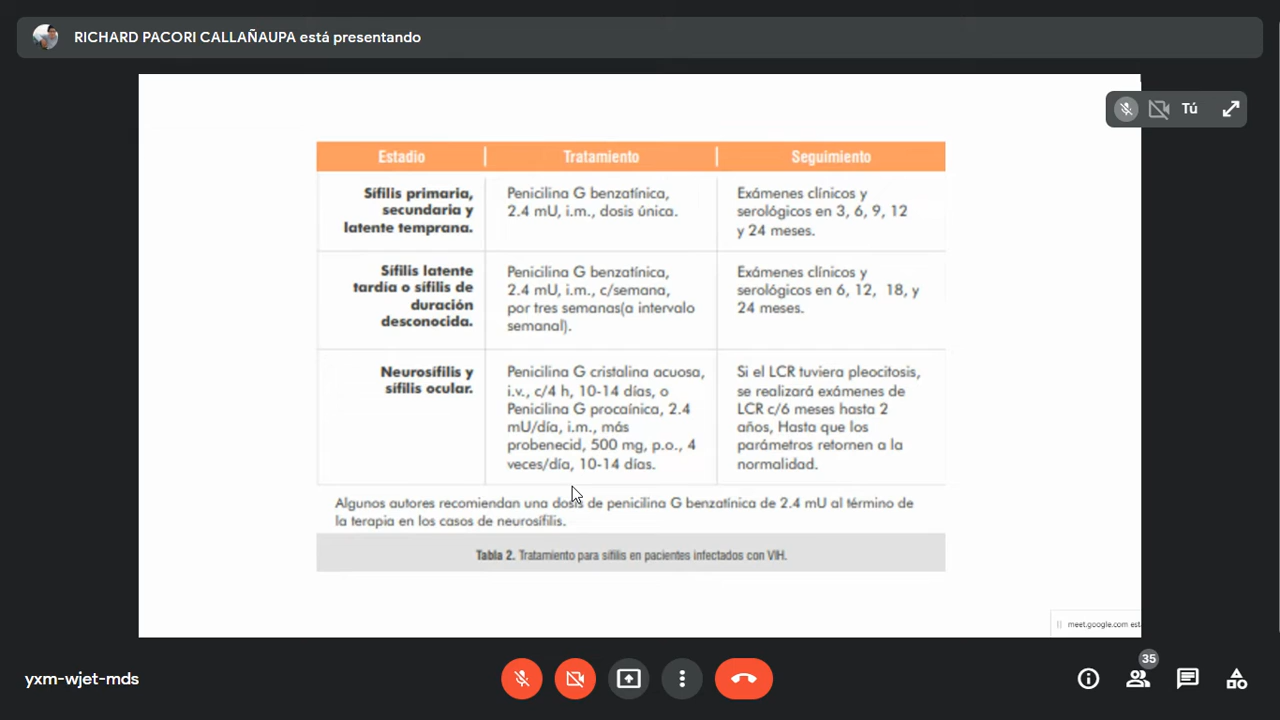 RICHARD PACORI CALLAÑAUPA está presentando
Tú
Estadio
Tratamiento
Seguimiento
Sífilis primaria,
secundaria y
latente temprana.
Penicilina G benzatínica,
2.4 mU, i.m., dosis única.
Exámenes clínicos y
serológicos en 3, 6, 9, 12
y 24 meses.
Sífilis latente
tardía o sífilis de
duración
desconocida.
Penicilina G benzatínica,
2.4 mU, i.m., c/semana,
por tres semanas(a intervalo
semanal).
Exámenes clínicos y
serológicos en 6, 12, 18, y
24 meses.
Neurosífilis y
sífilis ocular.
Penicilina G cristalina acuosa,
i.v., c/4 h, 10-14 días, o
Penicilina G procaínica, 2.4
mU/día, i.m., más
probenecid, 500 mg, p.o., 4
veces/día, 10-14 días.
Si el LCR tuviera pleocitosis,
se realizará exámenes de
LCR c/6 meses hasta 2
años, Hasta que los
parámetros retornen a la
normalidad.
Algunos autores recomiendan una dosis de penicilina G benzatínica de 2.4 mU al término de
la terapia en los casos de neurosífilis.
Tabla 2. Tratamiento para sífilis en pacientes infectados con VIH.
meet.google.com est
yxm-wjet-mds
35